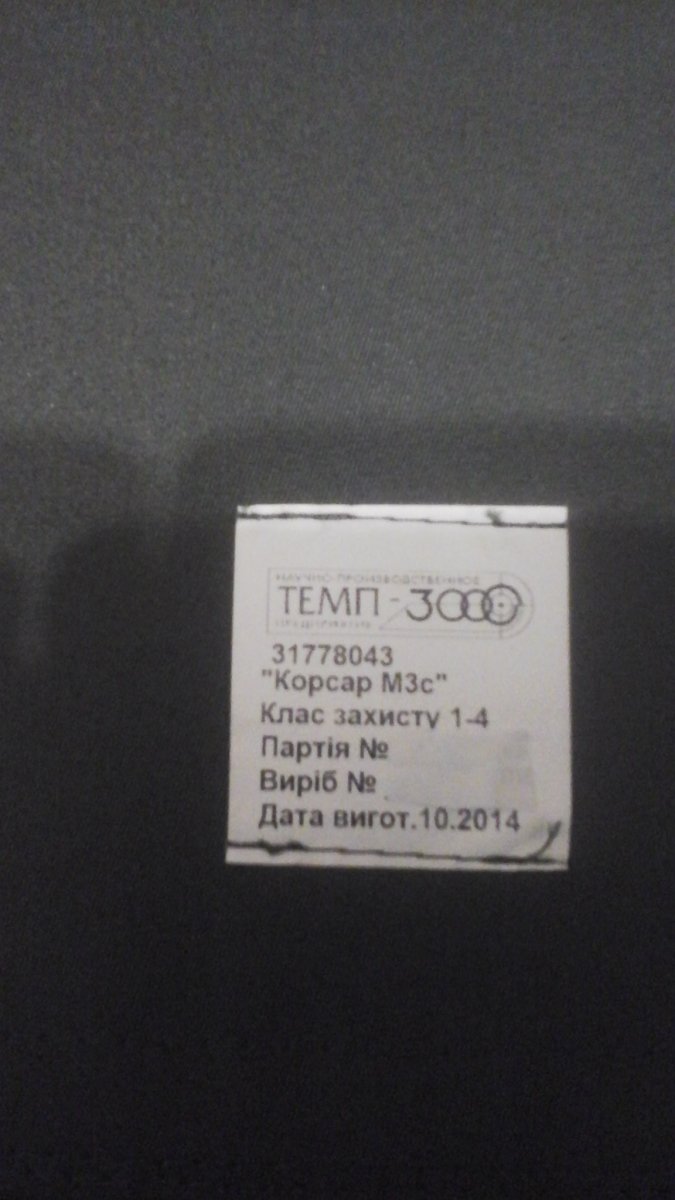 НАУЧНО-ПРОИЗВОДСТВЕННОЕ
ТЕМП-3000
ПРЕДПРИЯТИЕ
31778043
"Корсар М3с"
Клас захисту 1-4
Партія №
Виріб №
Дата вигот.10.2014